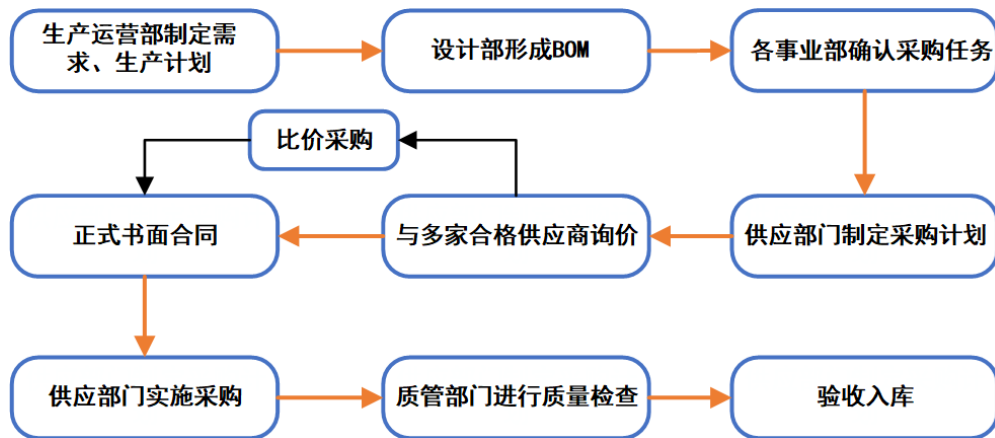 生产运营部制定需
求、生产计划
设计部形成BOM
各事业部确认采购任务
比价采购
正式书面合同
与多家合格供应商询价
供应部门制定采购计划
供应部门实施采购
质管部门进行质量检查
验收入库